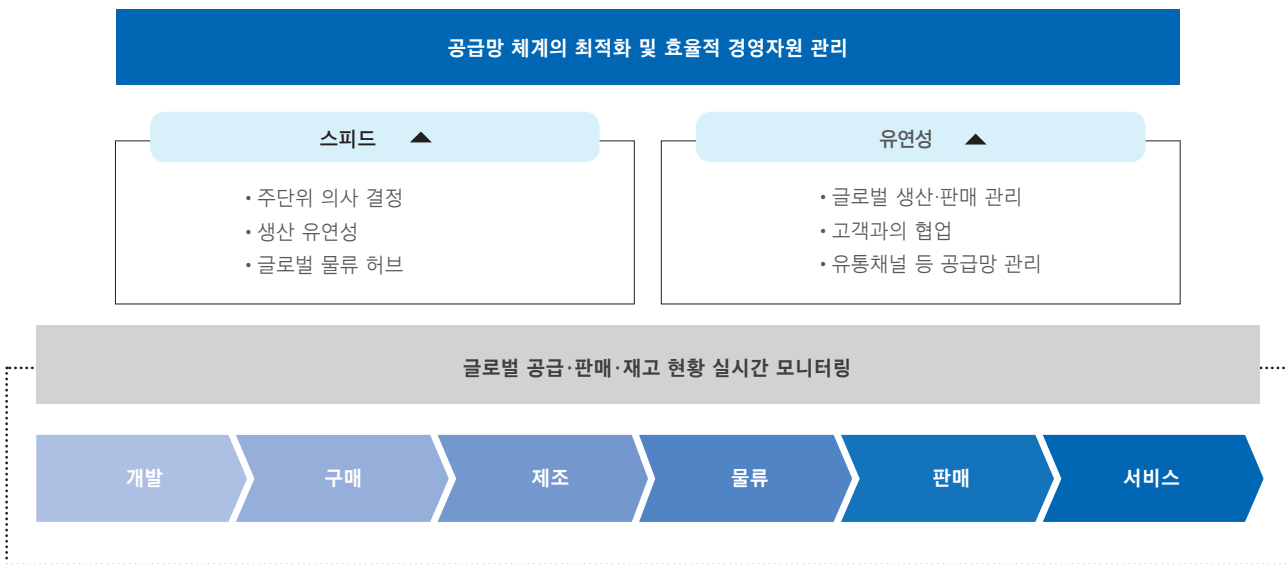 공급망 체계의 최적화 및 효율적 경영자원 관리
스피드 ▲
• 주단위 의사 결정
• 생산 유연성
• 글로벌 물류 허브
유연성 ▲
• 글로벌 생산·판매 관리
• 고객과의 협업
• 유통채널 등 공급망 관리
글로벌 공급·판매·재고 현황 실시간 모니터링
개발
구매
제조
물류
판매
서비스